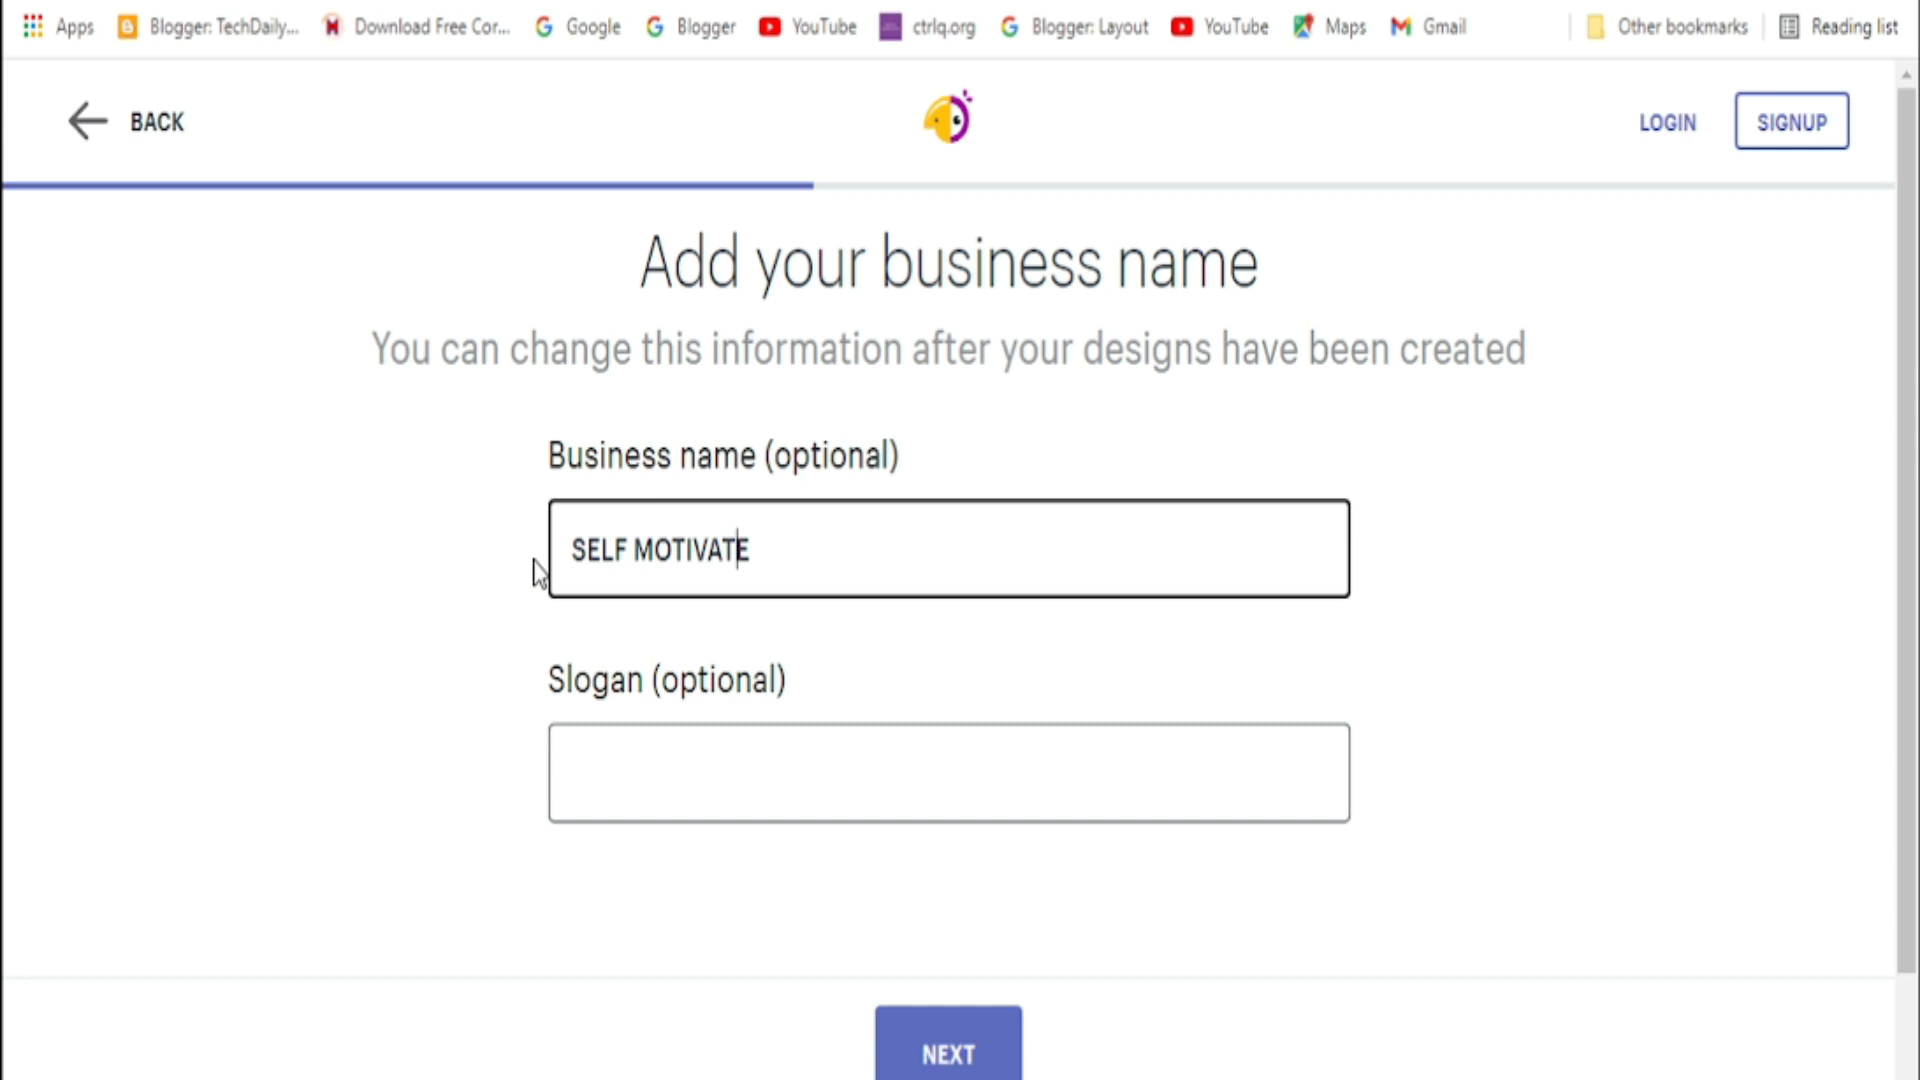 Apps Blogger: TechDaily... Download Free Cor... Google Blogger YouTube ctrlq.org Blogger: Layout YouTube Maps Gmail Other bookmarks Reading list
BACK LOGIN SIGNUP
Add your business name
You can change this information after your designs have been created
Business name (optional)
SELF MOTIVATE
Slogan (optional)
NEXT